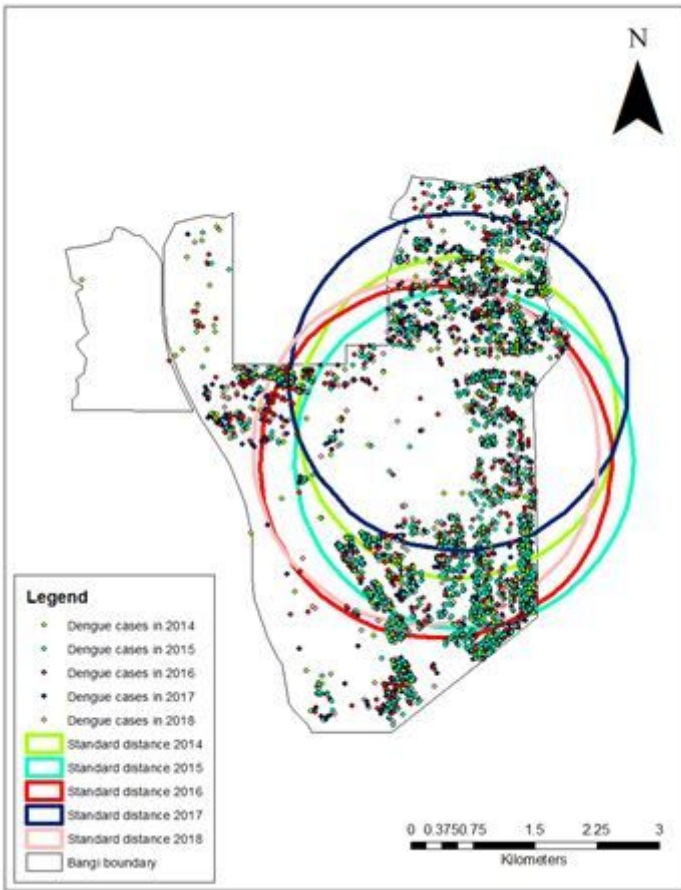 N
Legend
Dengue cases in 2014
Dengue cases in 2015
Dengue cases in 2016
Dengue cases in 2017
Dengue cases in 2018
Standard distance 2014
Standard distance 2015
Standard distance 2016
Standard distance 2017
Standard distance 2018
Bangi boundary
0 0.3750.75 1.5 2.25 3
Kilometers